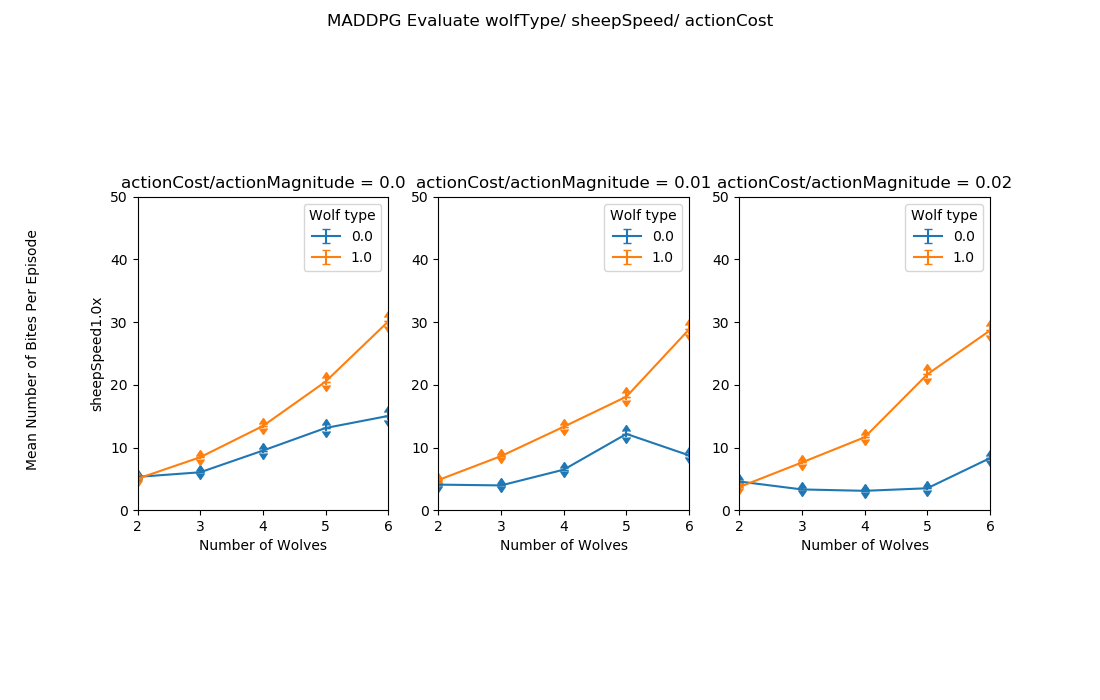 MADDPG Evaluate wolfType/ sheepSpeed/ actionCost
Mean Number of Bites Per Episode
sheepSpeed1.0x
actionCost/actionMagnitude = 0.0
50
40
30
20
10
0
2 3 4 5 6
Number of Wolves
Wolf type
0.0
1.0
actionCost/actionMagnitude = 0.01
50
40
30
20
10
0
2 3 4 5 6
Number of Wolves
Wolf type
0.0
1.0
actionCost/actionMagnitude = 0.02
50
40
30
20
10
0
2 3 4 5 6
Number of Wolves
Wolf type
0.0
1.0